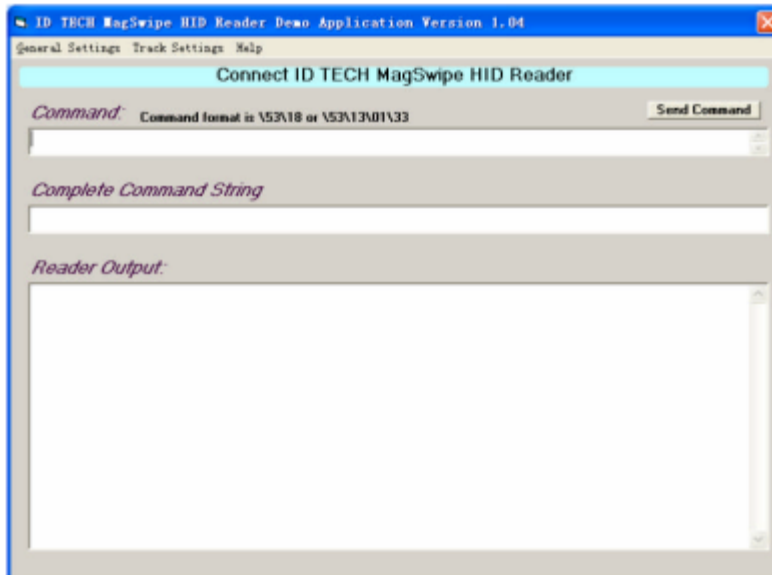 ID TECH MagSwipe HID Reader Demo Application Version 1.04
General Settings Track Settings Help
Connect ID TECH MagSwipe HID Reader
Command: Command format is \53\18 or \53\13\01\33 Send Command
Complete Command String
Reader Output: